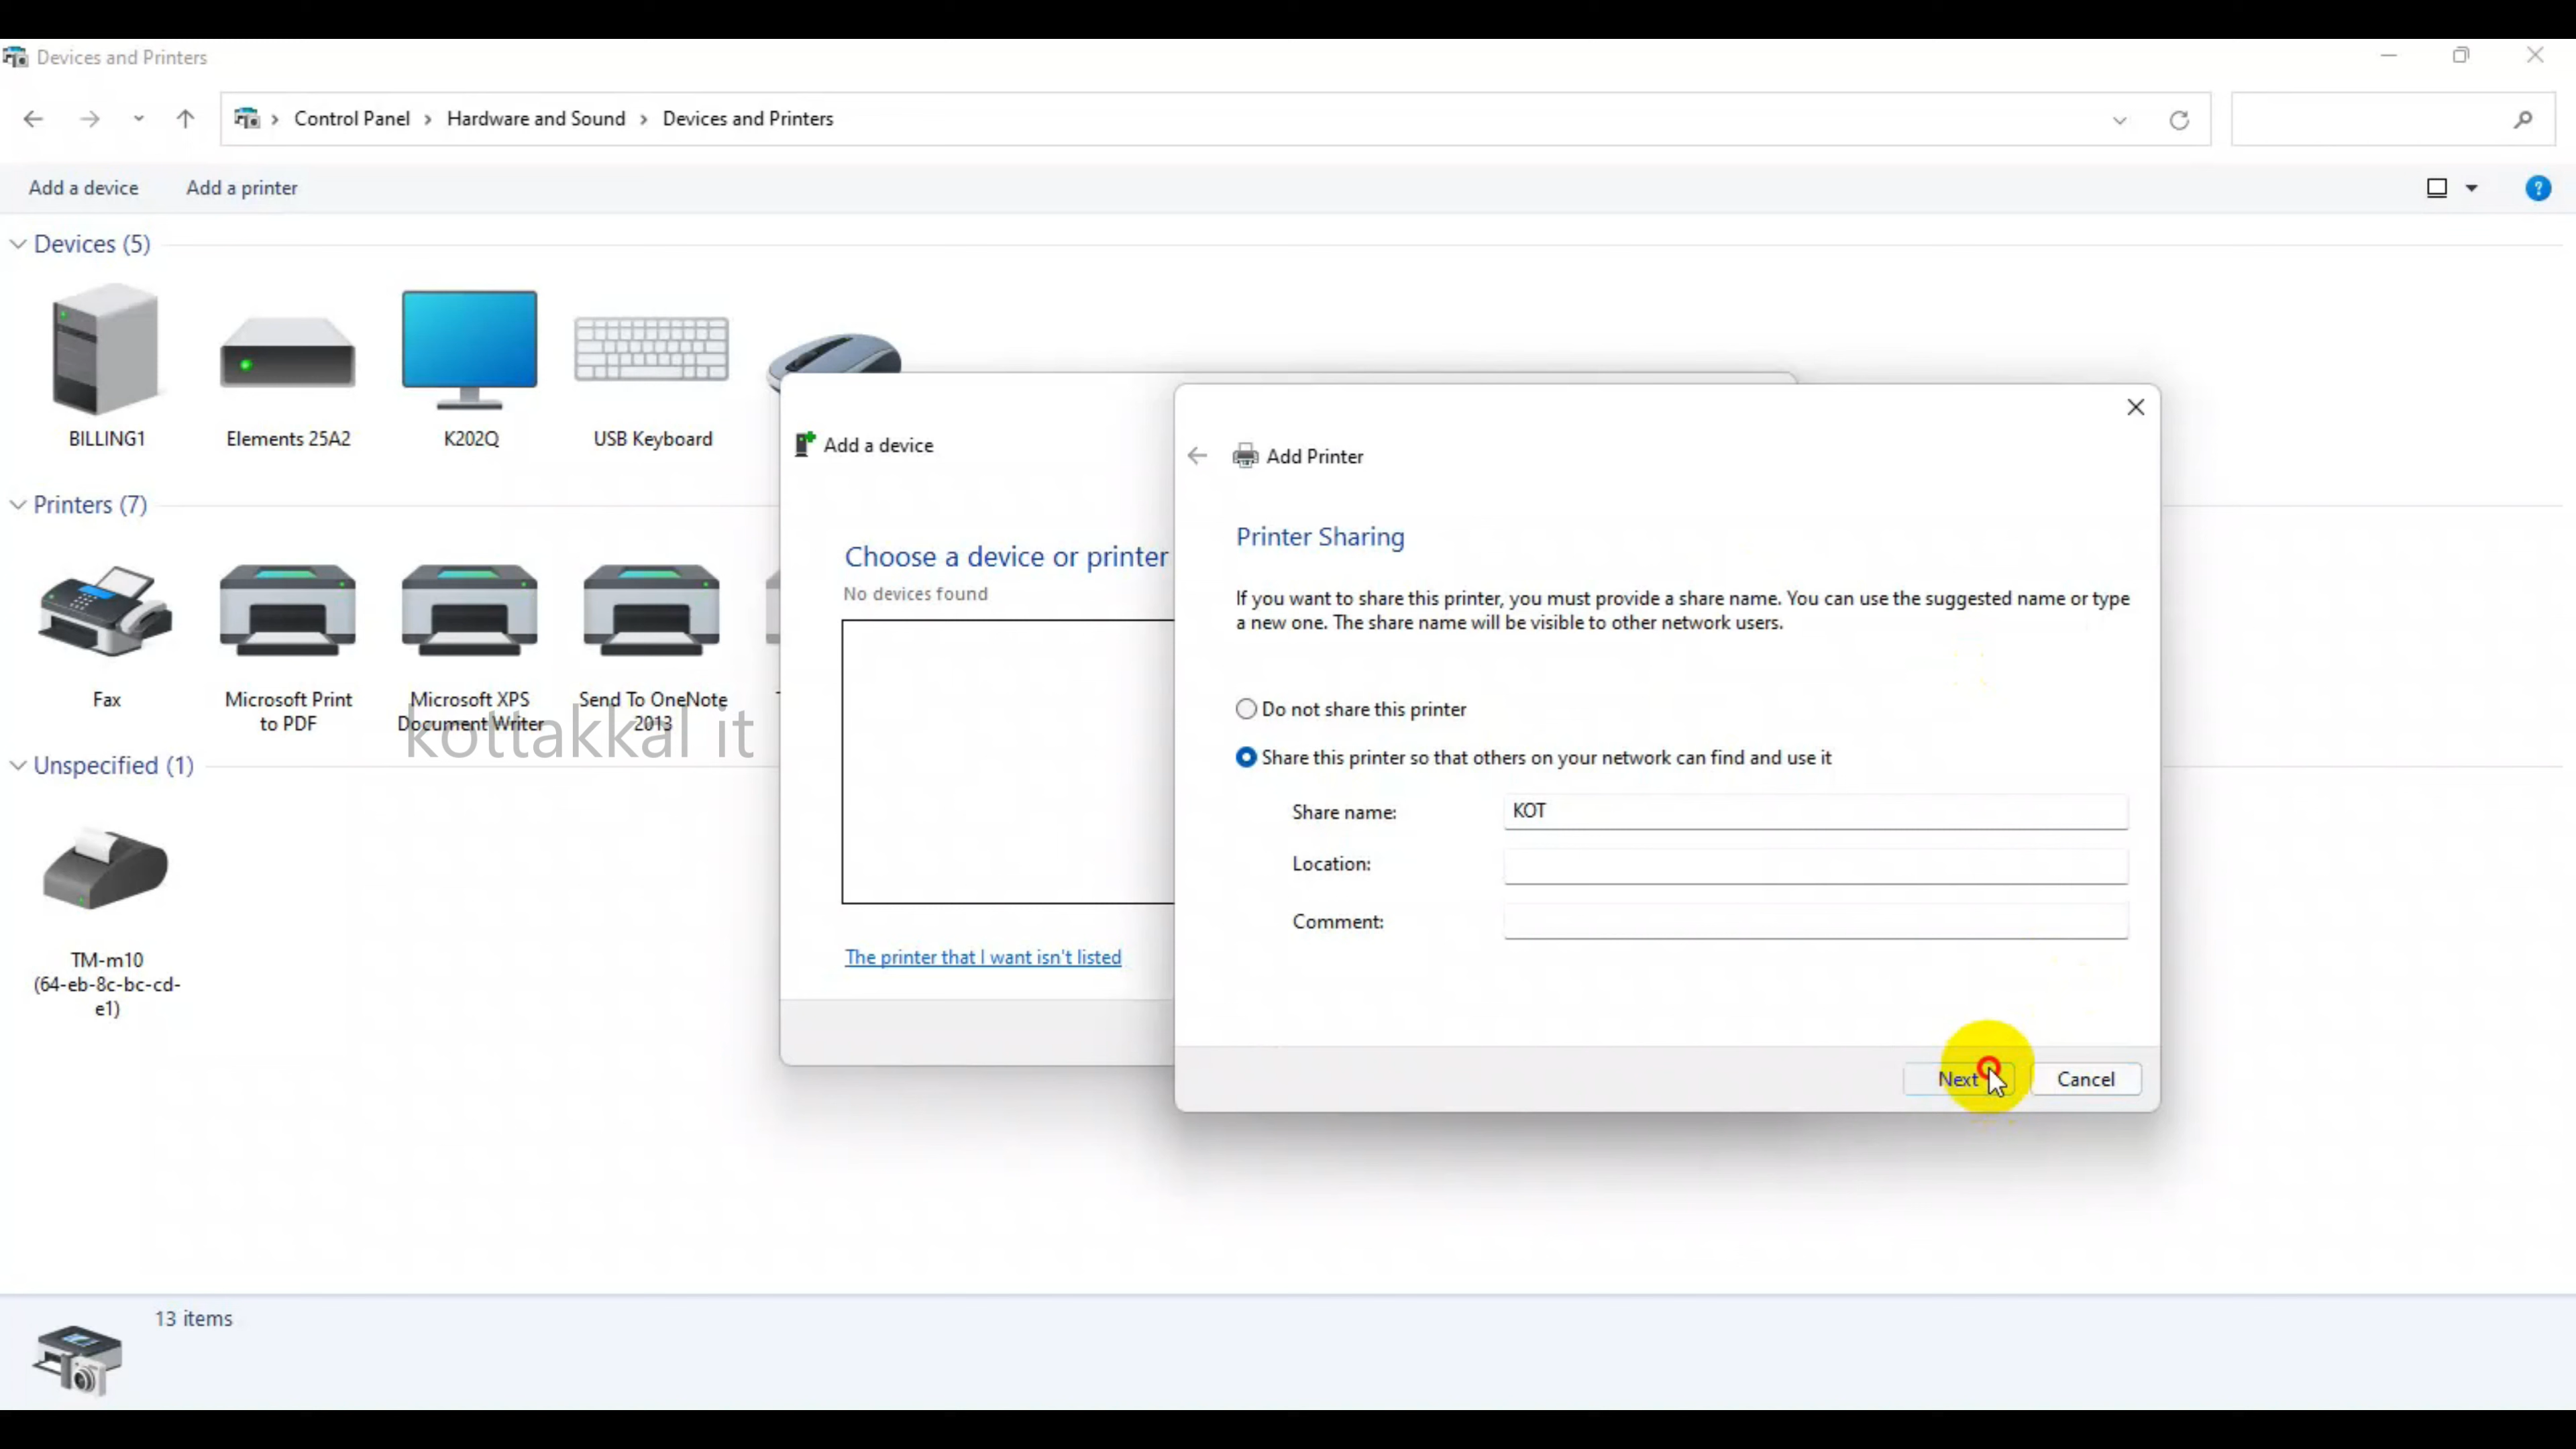 Devices and Printers
Control Panel > Hardware and Sound > Devices and Printers
Add a device Add a printer
Devices (5)
BILLING1
Elements 25A2
K202Q
USB Keyboard
Printers (7)
Fax
Microsoft Print
to PDF
Microsoft XPS
Document Writer
Send To OneNote
2013
kottakkal it
Unspecified (1)
TM-m10
(64-eb-8c-bc-cd-
e1)
Add a device
Choose a device or printer
No devices found
The printer that I want isn't listed
Add Printer
Printer Sharing
If you want to share this printer, you must provide a share name. You can use the suggested name or type
a new one. The share name will be visible to other network users.
Do not share this printer
Share this printer so that others on your network can find and use it
Share name: KOT
Location:
Comment:
Next Cancel
13 items